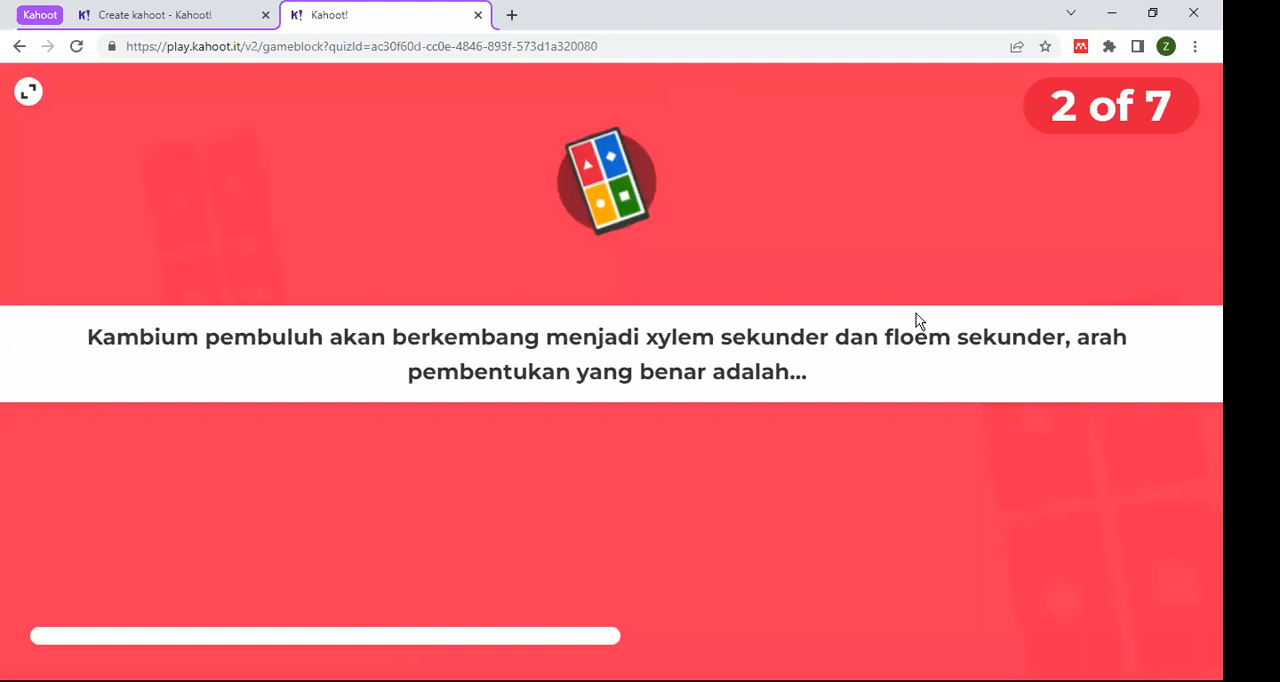 Kahoot
K! Create kahoot - Kahoot!
K! Kahoot!
https://play.kahoot.it/v2/gameblock?quizId=ac30f60d-cc0e-4846-893f-573d1a320080
Z
2 of 7
Kambium pembuluh akan berkembang menjadi xylem sekunder dan floem sekunder, arah
pembentukan yang benar adalah...